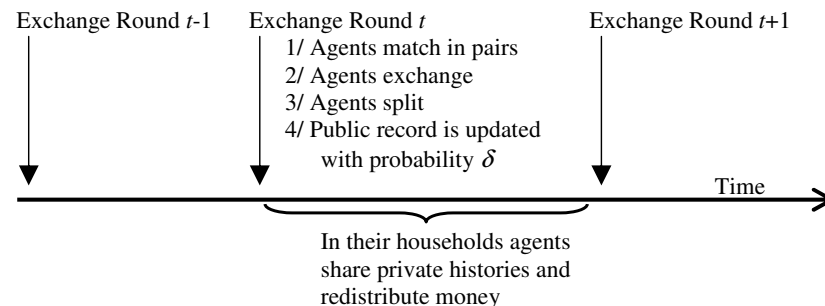 Exchange Round t-1
Exchange Round t
Exchange Round t+1
1/ Agents match in pairs
2/ Agents exchange
3/ Agents split
4/ Public record is updated
with probability δ
Time
In their households agents
share private histories and
redistribute money